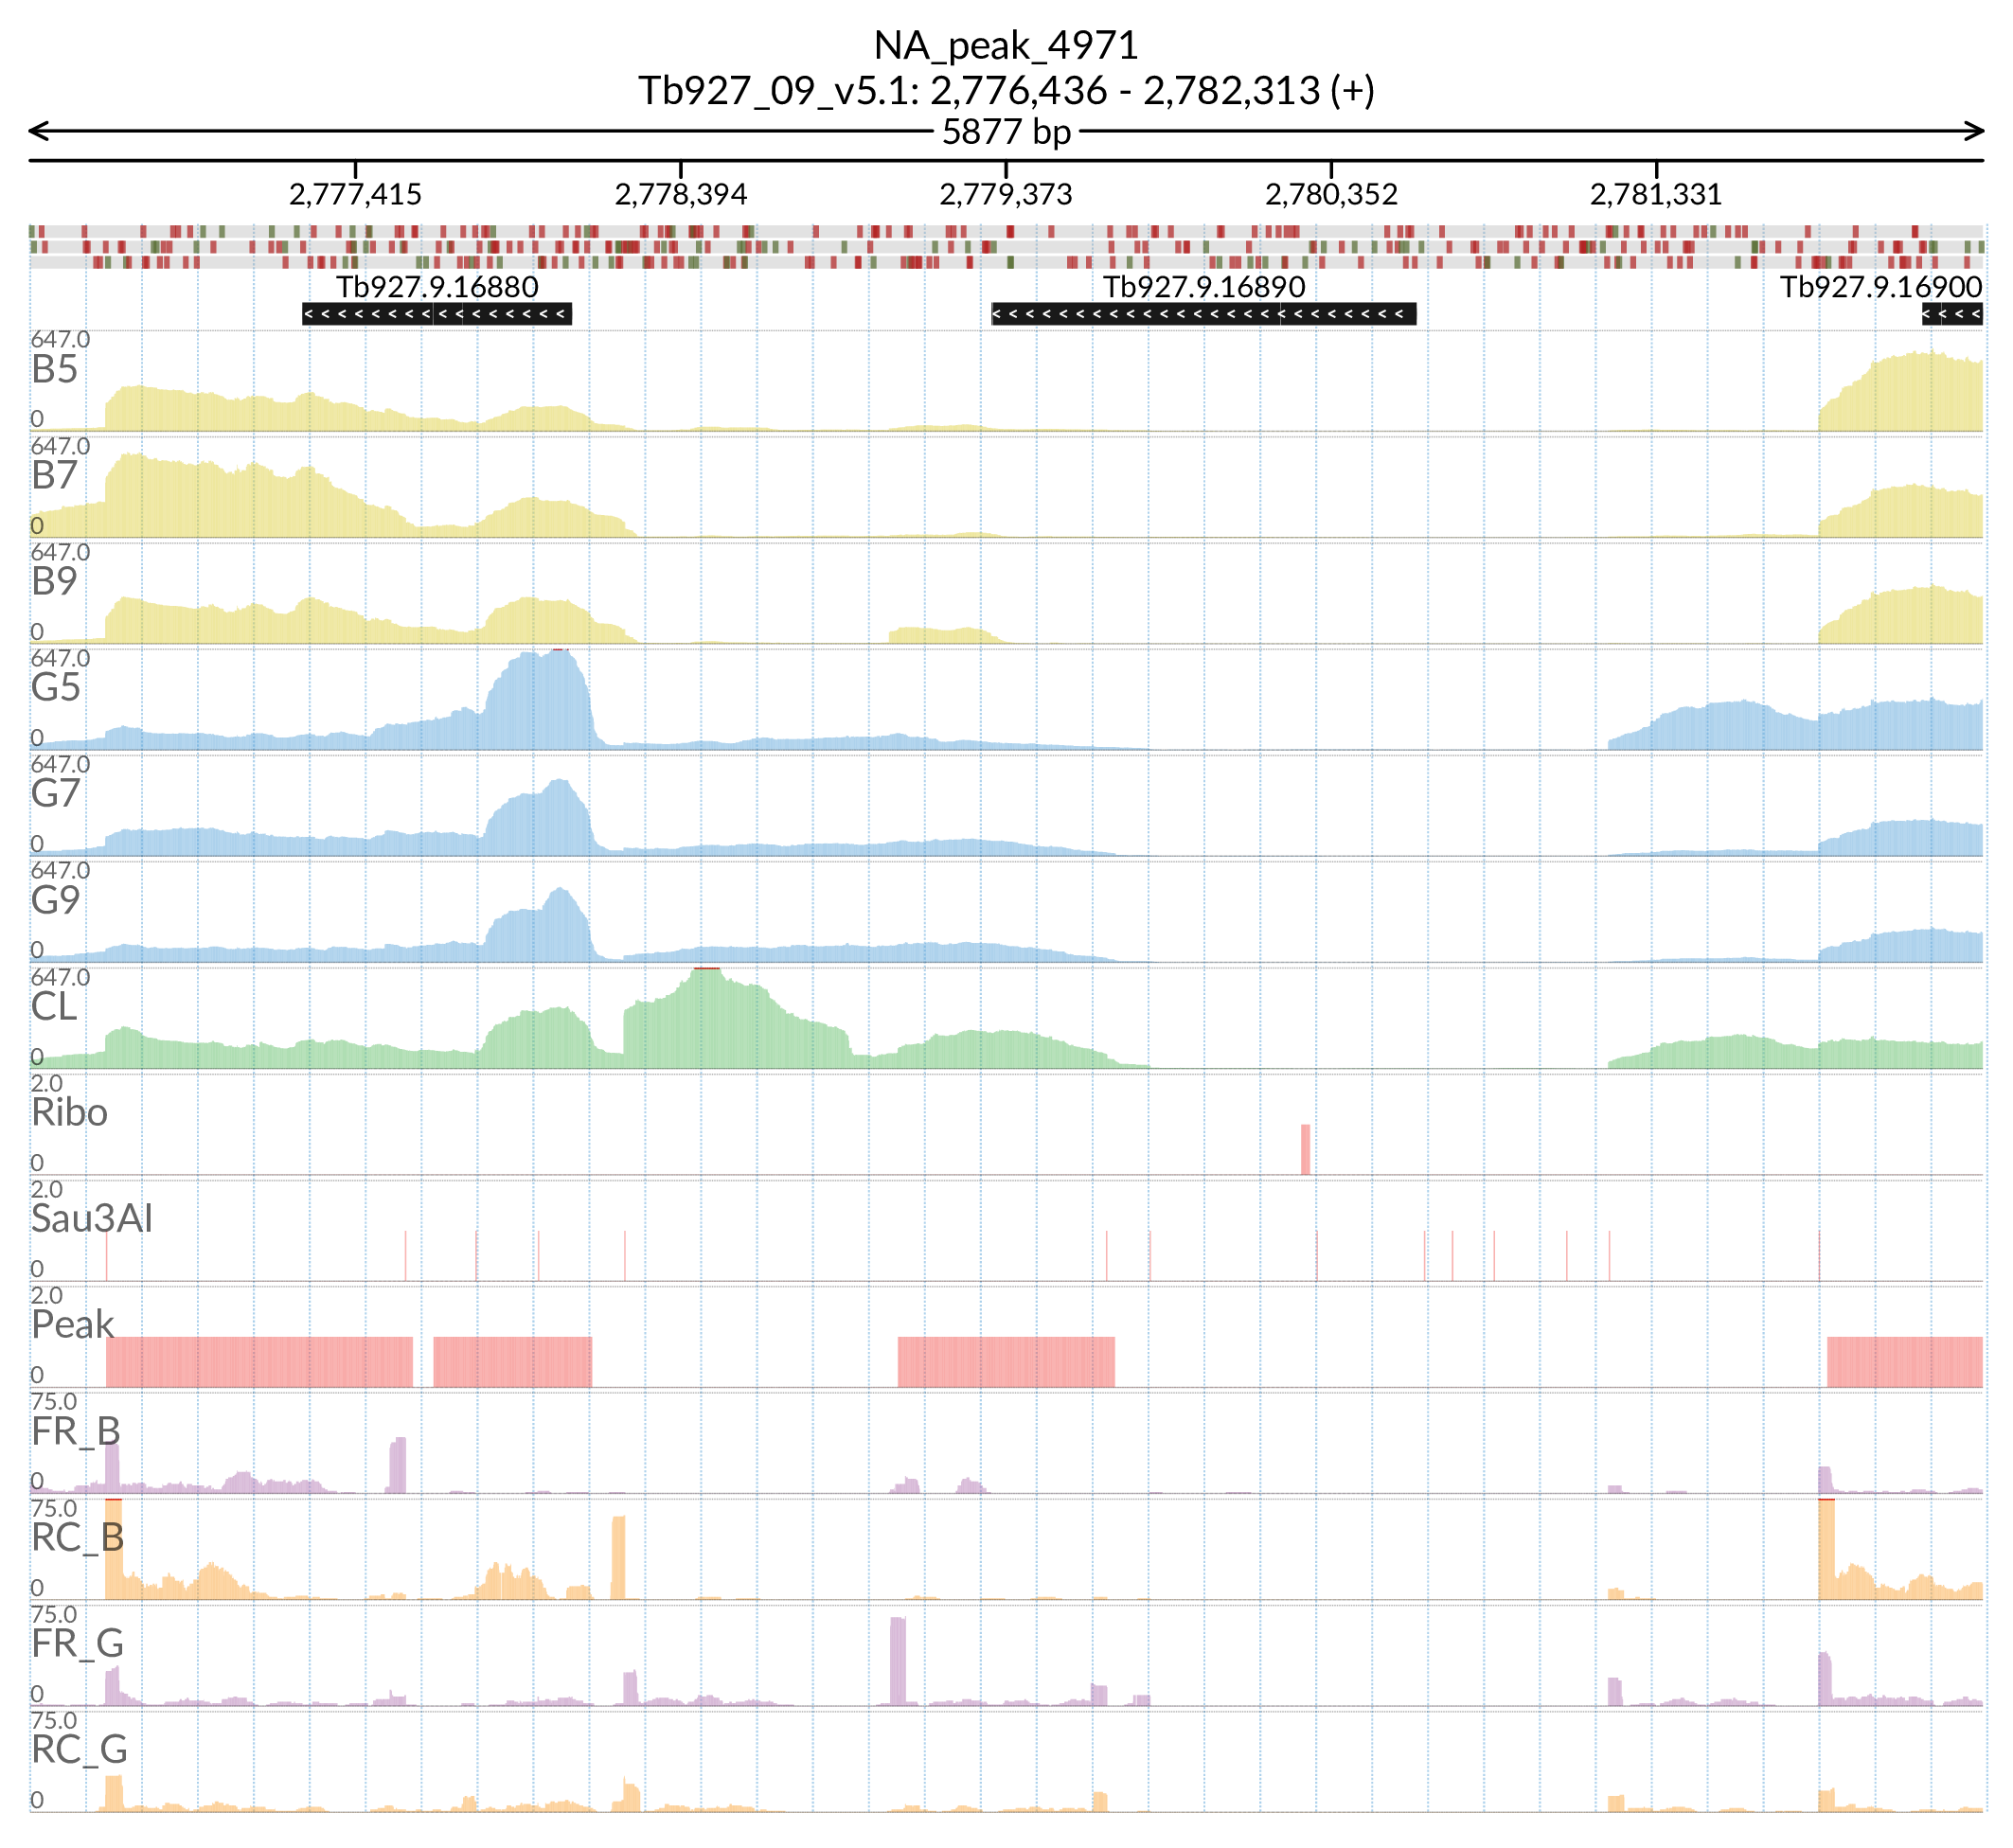 NA_peak_4971
Tb927_09_v5.1: 2,776,436 - 2,782,313 (+)
5877 bp
2,777,415 2,778,394 2,779,373 2,780,352 2,781,331
Tb927.9.16880 Tb927.9.16890 Tb927.9.16900
647.0
B5
0
647.0
B7
0
647.0
B9
0
647.0
G5
0
647.0
G7
0
647.0
G9
0
647.0
CL
0
2.0
Ribo
0
2.0
Sau3AI
0
2.0
Peak
0
75.0
FR_B
0
75.0
RC_B
0
75.0
FR_G
0
75.0
RC_G
0